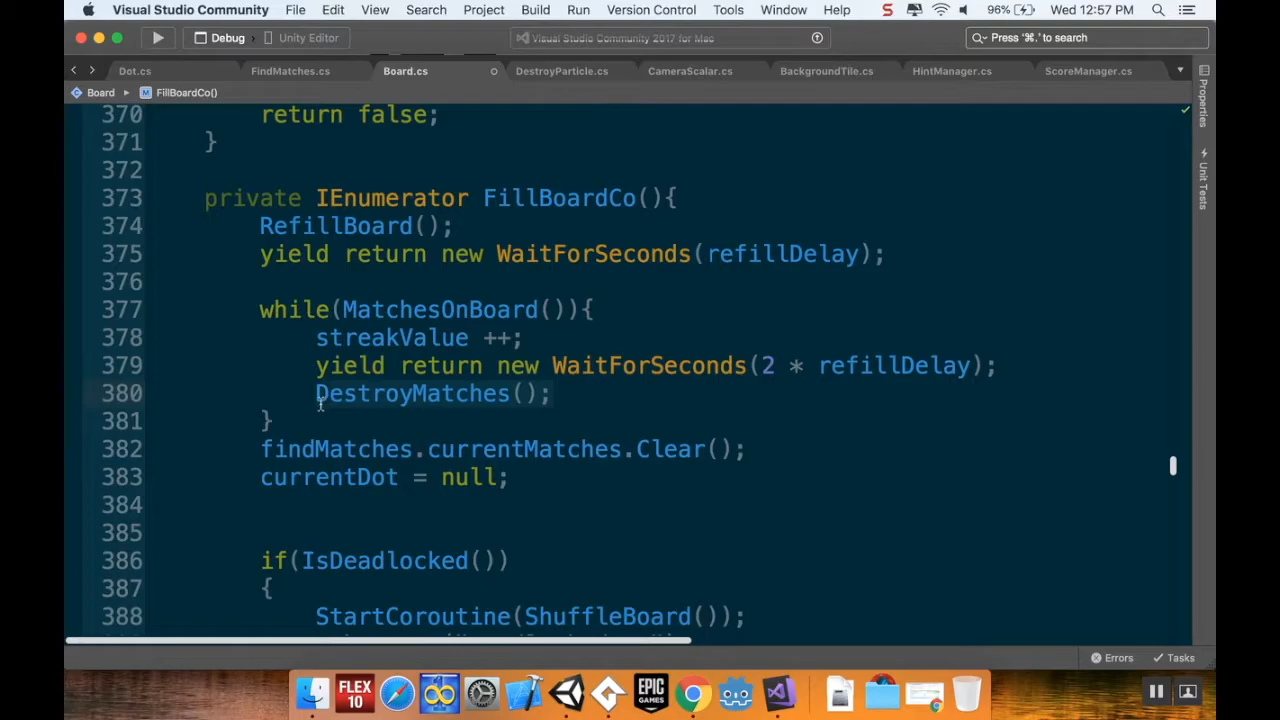 Visual Studio Community File Edit View Search Project Build Run Version Control Tools Window Help S 96% Wed 12:57 PM
Debug Unity Editor Visual Studio Community 2017 for Mac Press '⌘.' to search
Dot.cs FindMatches.cs Board.cs DestroyParticle.cs CameraScalar.cs BackgroundTile.cs HintManager.cs ScoreManager.cs
Board FillBoardCo()
Properties
Unit Tests
370 return false;
371 }
372
373 private IEnumerator FillBoardCo(){
374 RefillBoard();
375 yield return new WaitForSeconds(refillDelay);
376
377 while(MatchesOnBoard()){
378 streakValue ++;
379 yield return new WaitForSeconds(2 * refillDelay);
380 DestroyMatches();
381 }
382 findMatches.currentMatches.Clear();
383 currentDot = null;
384
385
386 if(IsDeadlocked())
387 {
388 StartCoroutine(ShuffleBoard());
Errors Tasks
FLEX 10 EPIC GAMES